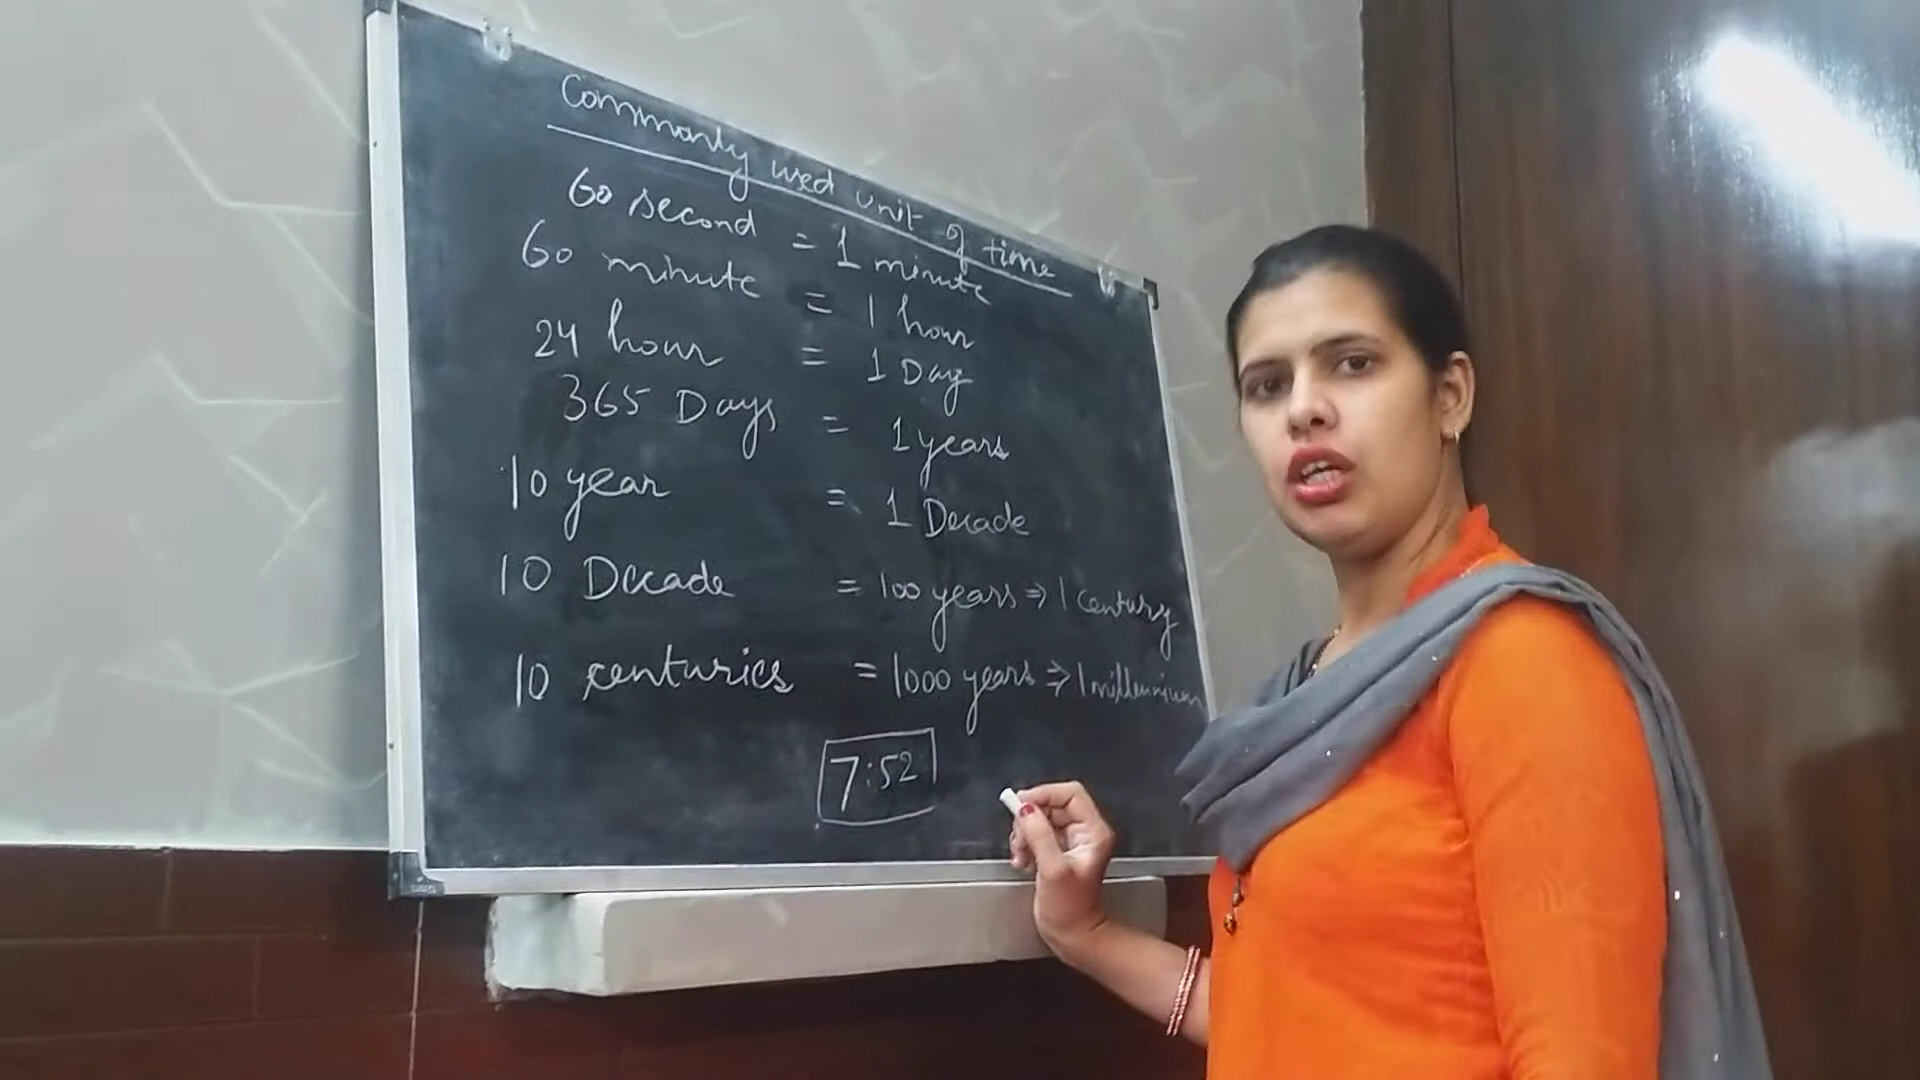 Commonly used unit of time
60 second = 1 minute
60 minute = 1 hour
24 hour = 1 Day
365 Days = 1 years
10 year = 1 Decade
10 Decade = 100 years ⇒ 1 century
10 centuries = 1000 years ⇒ 1 millennium
7:52